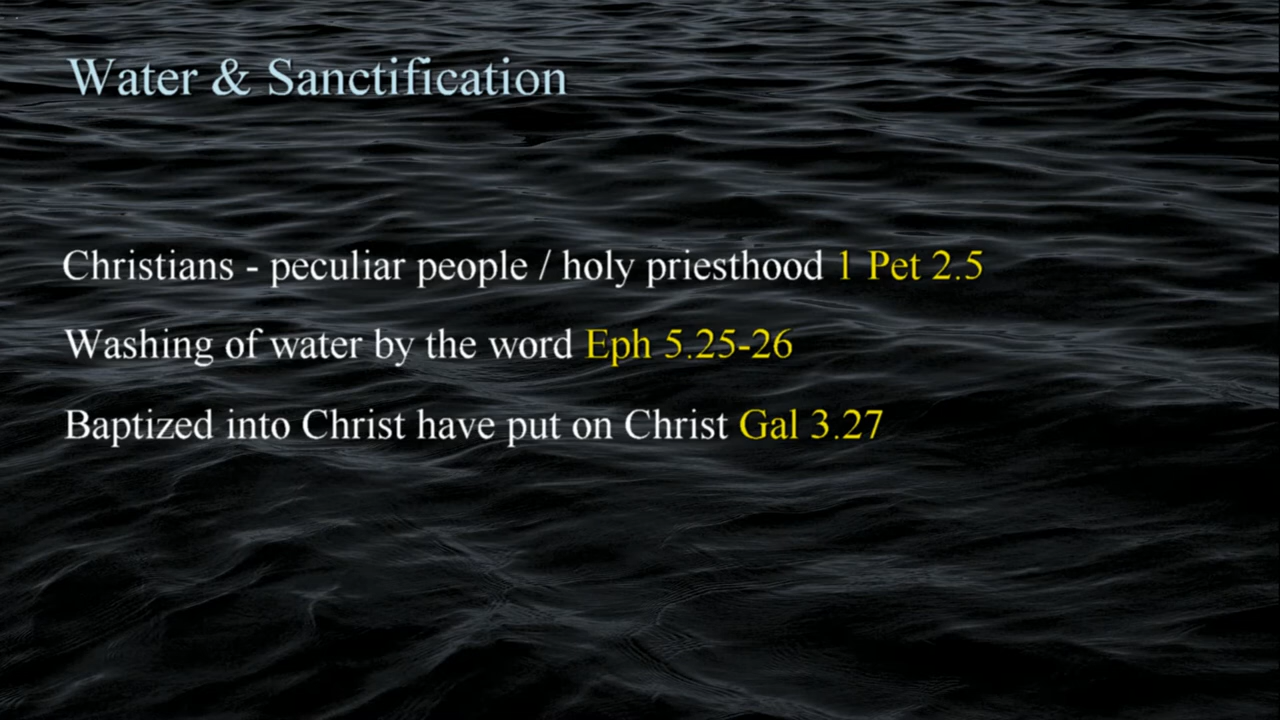 Water & Sanctification
Christians - peculiar people / holy priesthood 1 Pet 2.5
Washing of water by the word Eph 5.25-26
Baptized into Christ have put on Christ Gal 3.27